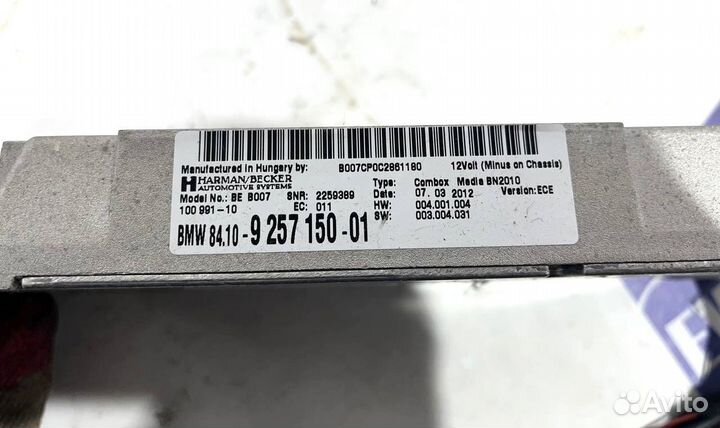 Manufactured in Hungary by: B007CP0C2861180 12Volt (Minus on Chassis)
HARMAN/BECKER
AUTOMOTIVE SYSTEMS
Type: Combox Media BN2010
Model No.: BE B007 SNR: 2259389 Date: 07. 03 2012 Version: ECE
100 991-10 EC: 011 HW: 004.001.004
SW: 003.004.031
BMW 84.10 - 9 257 150 - 01
Avito